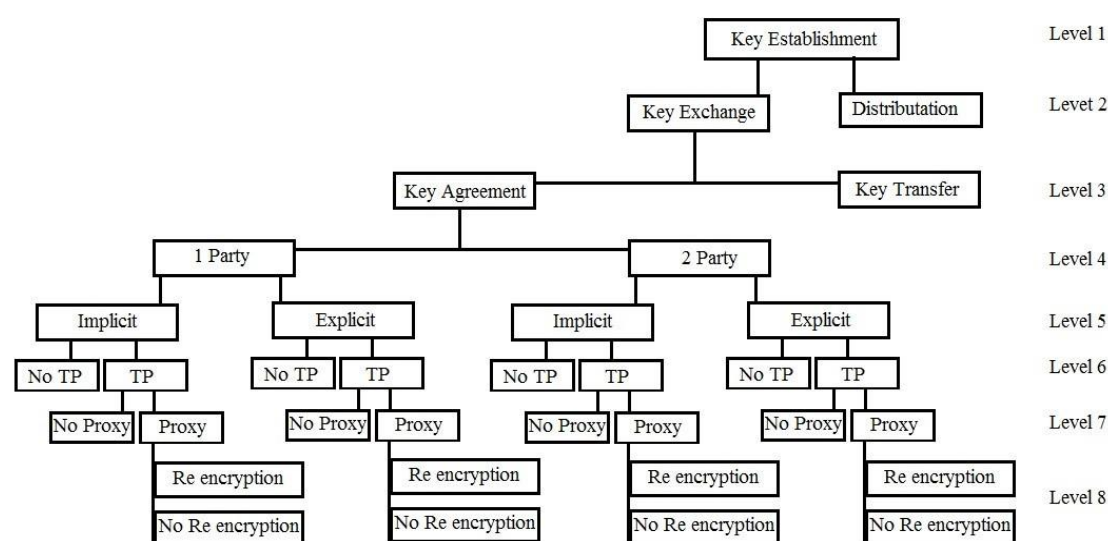 Key Establishment Level 1
Key Exchange Distributation Levet 2
Key Agreement Key Transfer Level 3
1 Party 2 Party Level 4
Implicit Explicit Implicit Explicit Level 5
No TP TP No TP TP No TP TP No TP TP Level 6
No Proxy Proxy No Proxy Proxy No Proxy Proxy No Proxy Proxy Level 7
Re encryption Re encryption Re encryption Re encryption
Level 8
No Re encryption No Re encryption No Re encryption No Re encryption